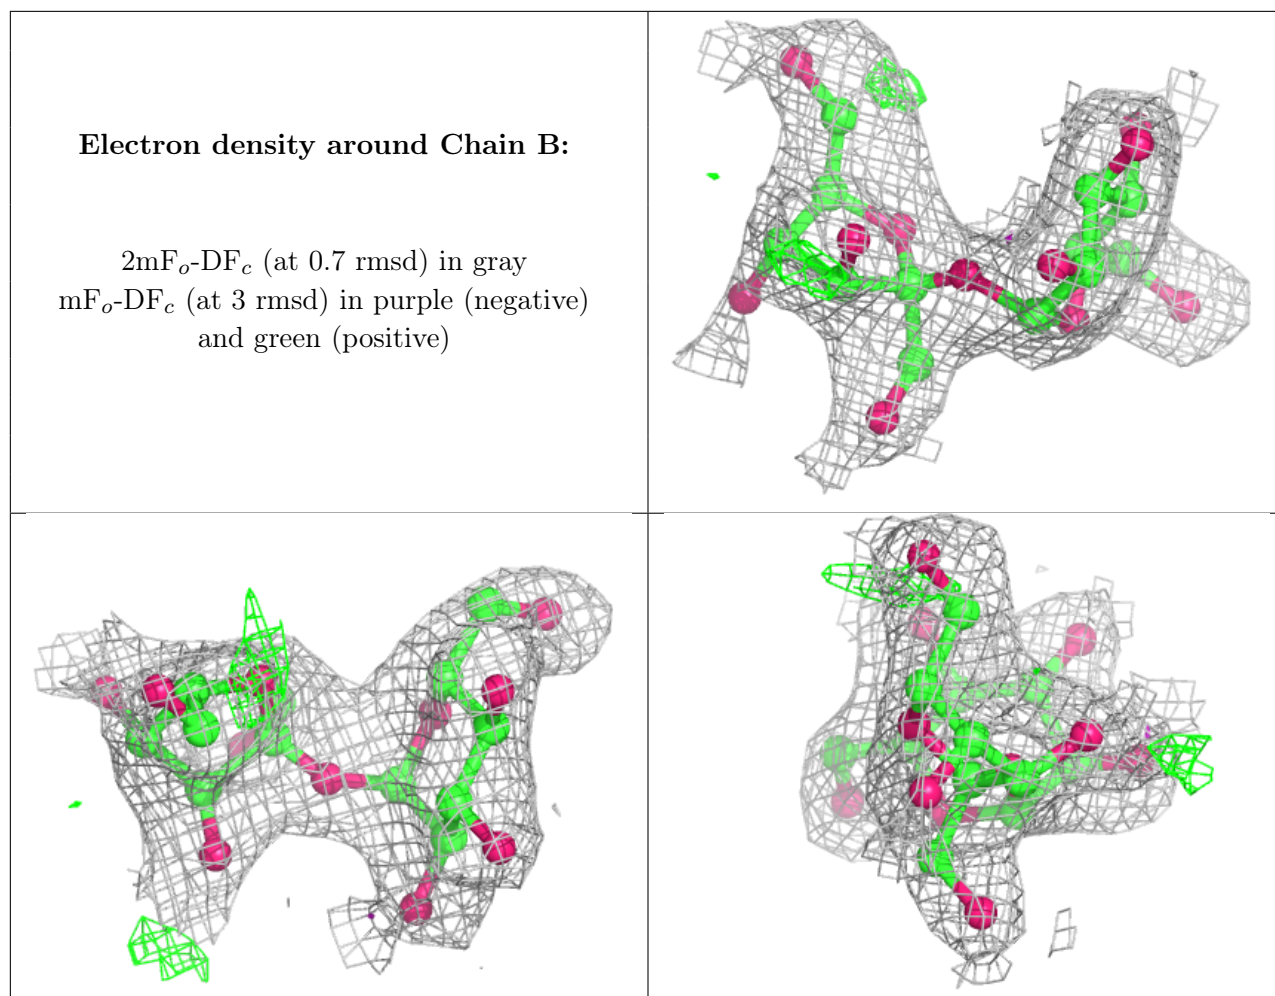 Electron density around Chain B:
2mFₒ-DF𝒸 (at 0.7 rmsd) in gray
mFₒ-DF𝒸 (at 3 rmsd) in purple (negative)
and green (positive)